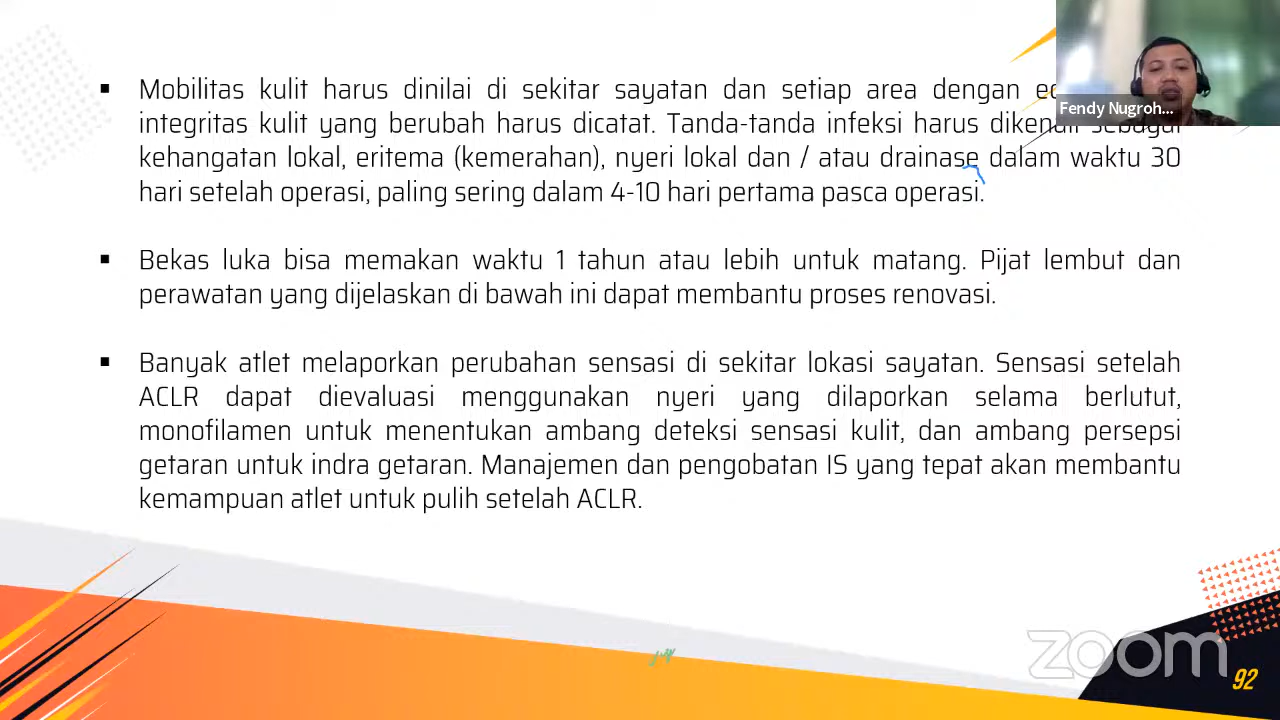 Mobilitas kulit harus dinilai di sekitar sayatan dan setiap area dengan
integritas kulit yang berubah harus dicatat. Tanda-tanda infeksi harus dikenali sebagai
kehangatan lokal, eritema (kemerahan), nyeri lokal dan / atau drainase dalam waktu 30
hari setelah operasi, paling sering dalam 4-10 hari pertama pasca operasi.
Bekas luka bisa memakan waktu 1 tahun atau lebih untuk matang. Pijat lembut dan
perawatan yang dijelaskan di bawah ini dapat membantu proses renovasi.
Banyak atlet melaporkan perubahan sensasi di sekitar lokasi sayatan. Sensasi setelah
ACLR dapat dievaluasi menggunakan nyeri yang dilaporkan selama berlutut,
monofilamen untuk menentukan ambang deteksi sensasi kulit, dan ambang persepsi
getaran untuk indra getaran. Manajemen dan pengobatan IS yang tepat akan membantu
kemampuan atlet untuk pulih setelah ACLR.
Fendy Nugroh...
zoom
92